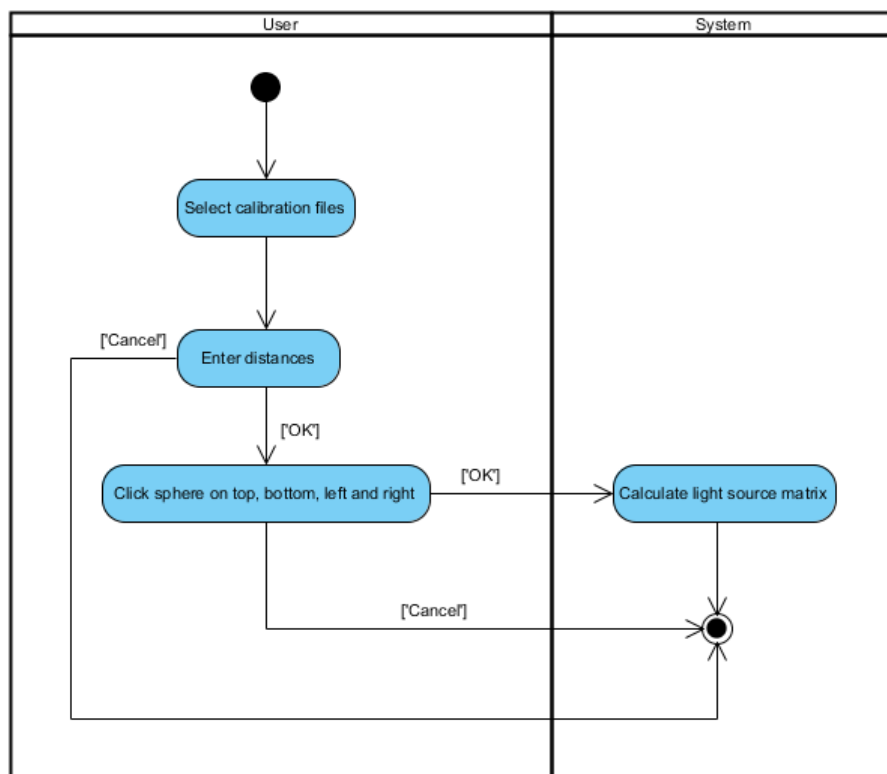 User
System
Select calibration files
['Cancel']
Enter distances
['OK']
Click sphere on top, bottom, left and right
['OK']
Calculate light source matrix
['Cancel']